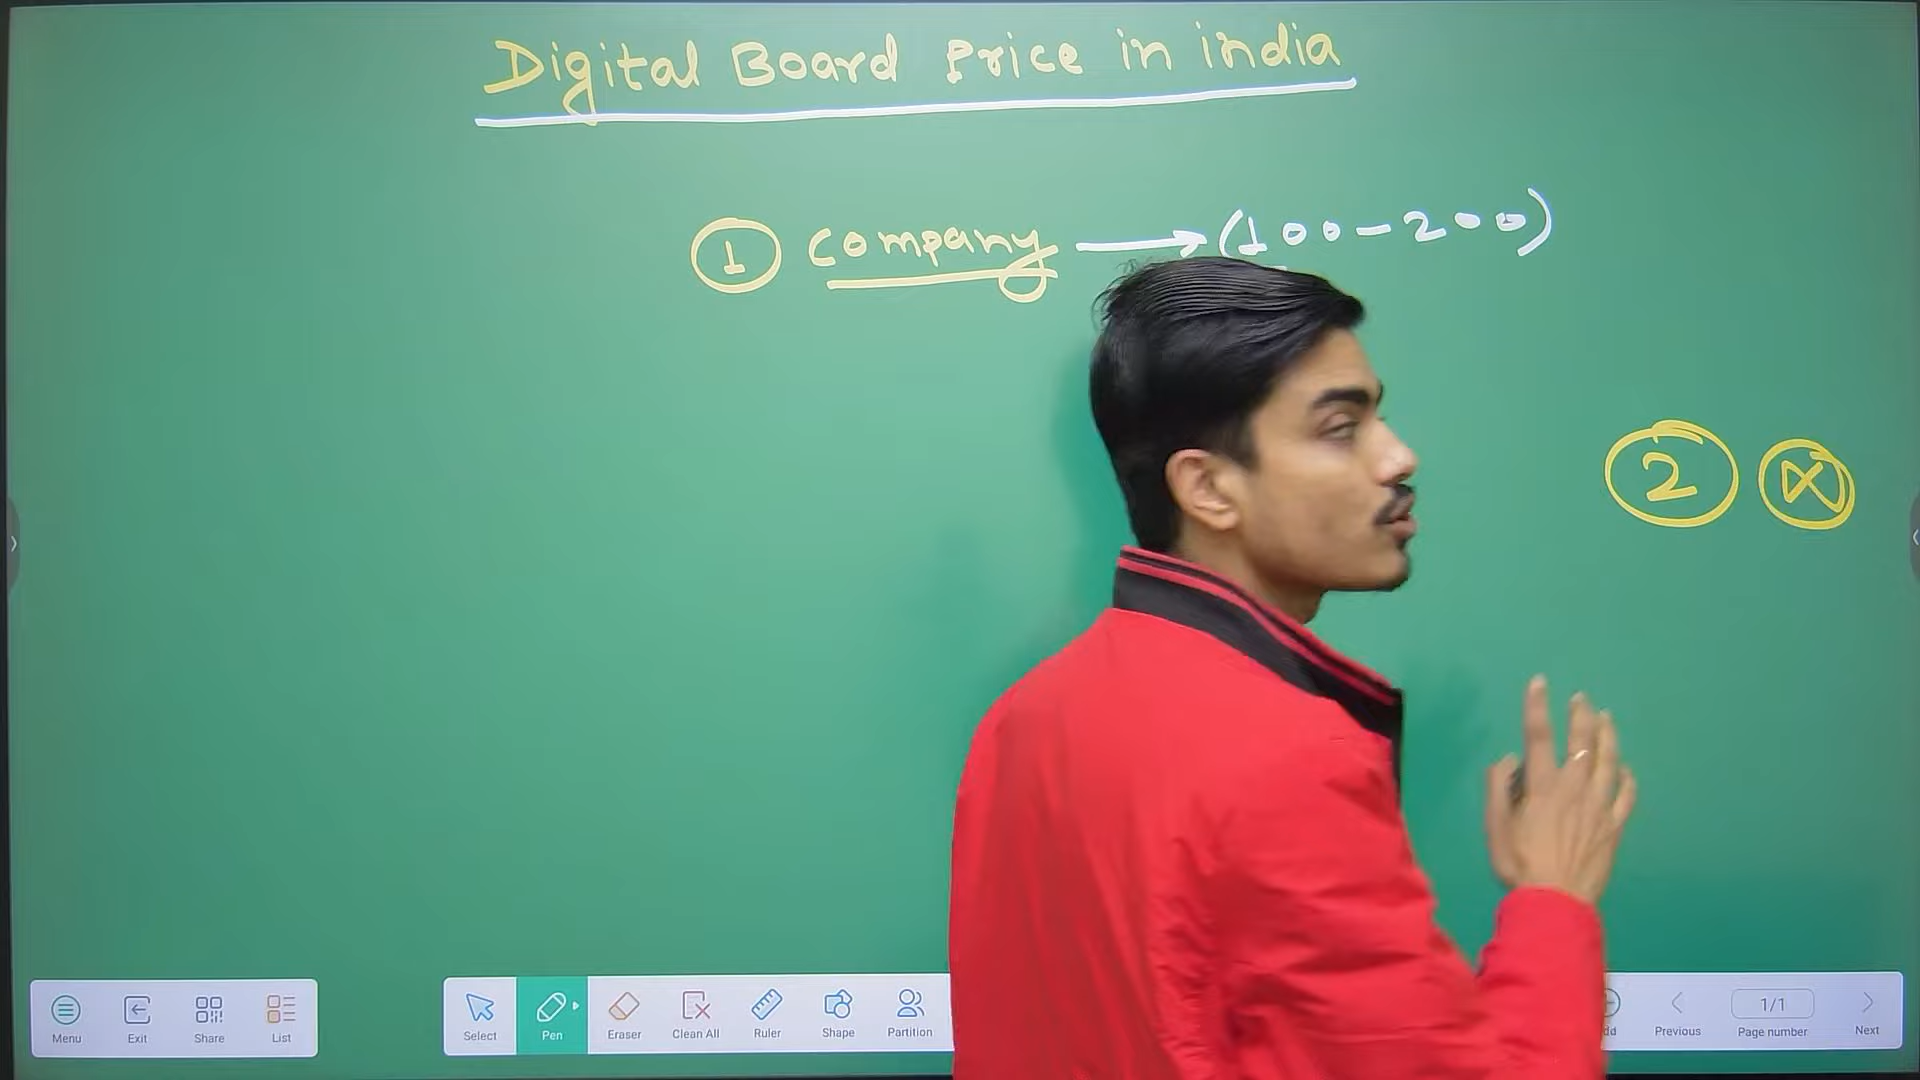 Digital Board Price in india
1 Company → (100-200)
2
Menu Exit Share List Select Pen Eraser Clean All Ruler Shape Partition Previous 1/1 Page number Next